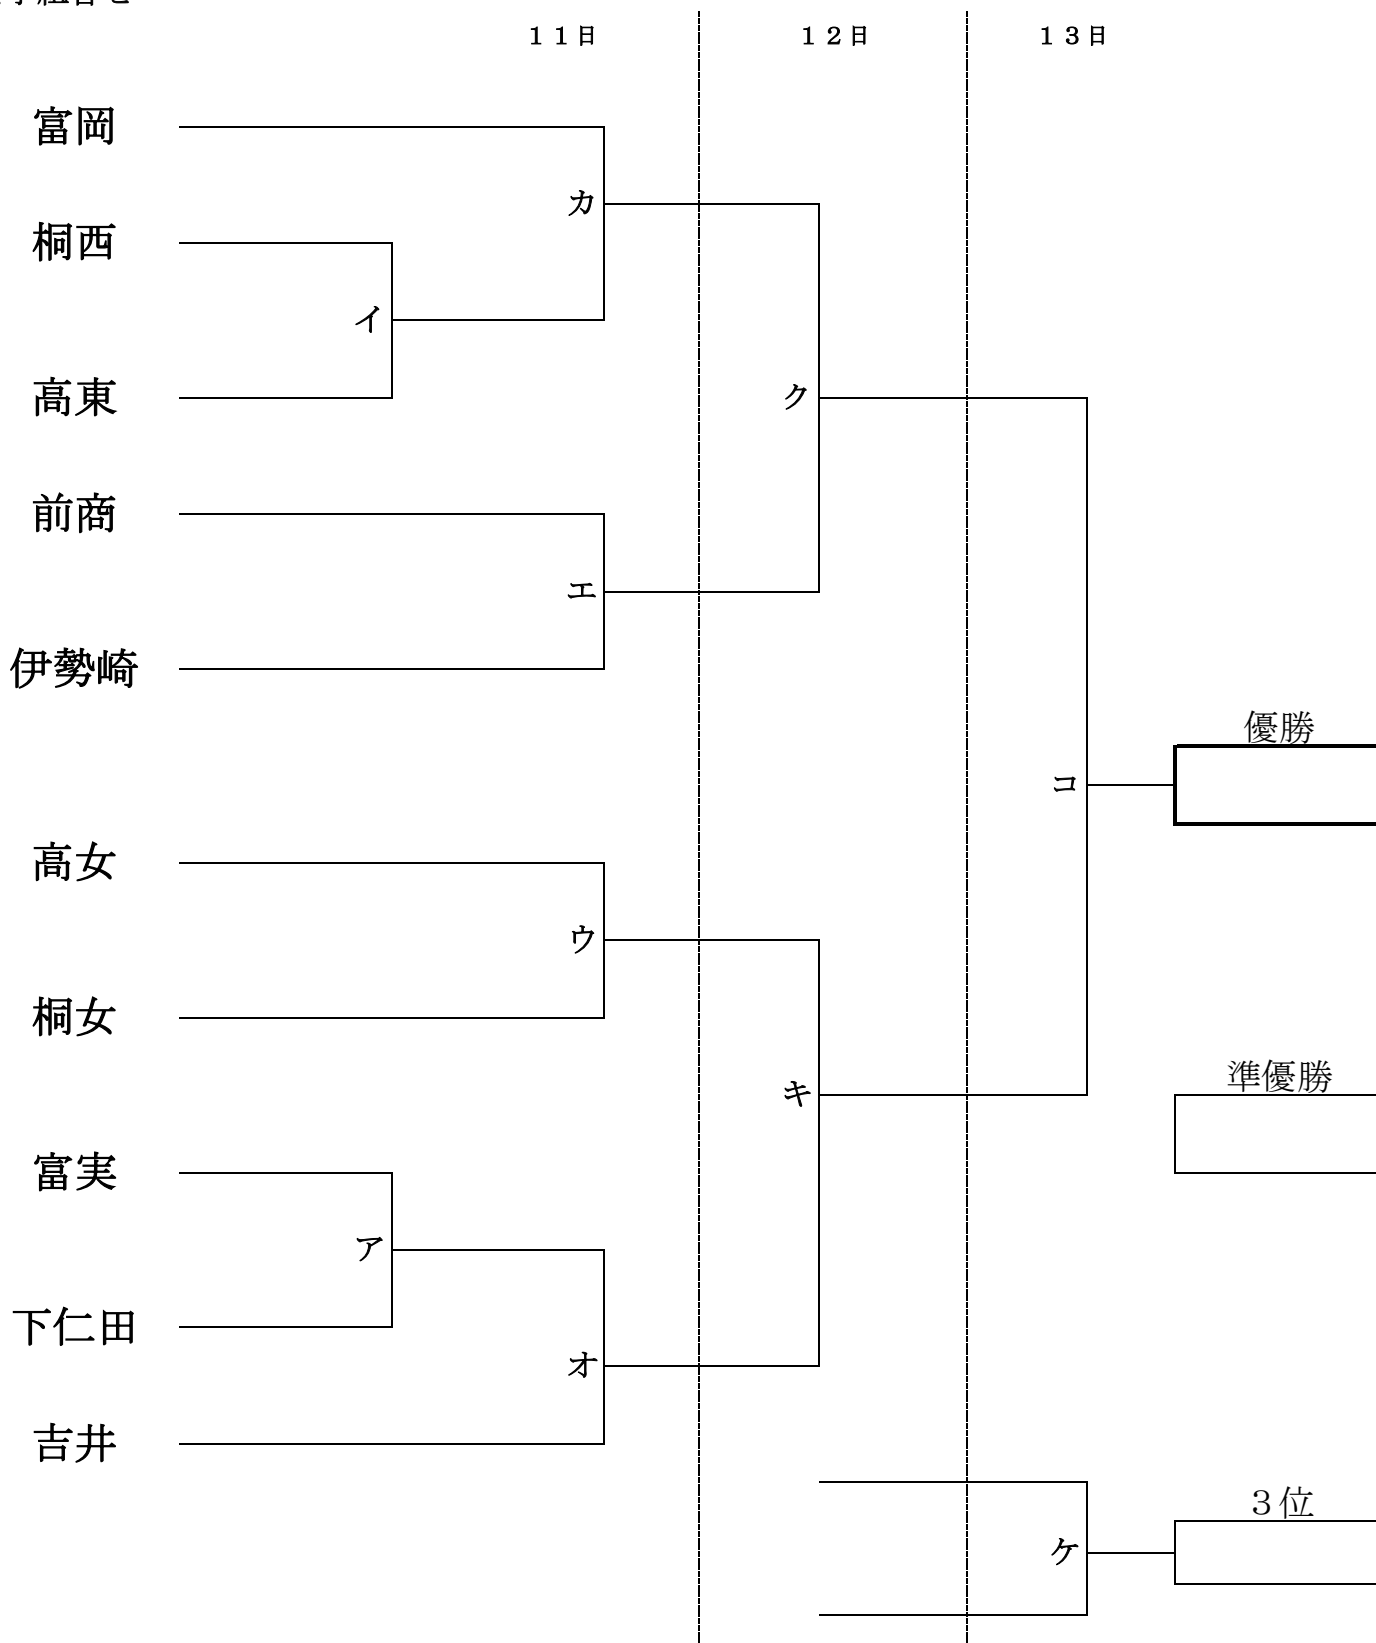 １１日 １２日 １３日
富岡
カ
桐西
イ
高東
ク
前商
エ
伊勢崎
優勝
コ
高女
ウ
桐女
準優勝
キ
富実
ア
下仁田
オ
吉井
３位
ケ